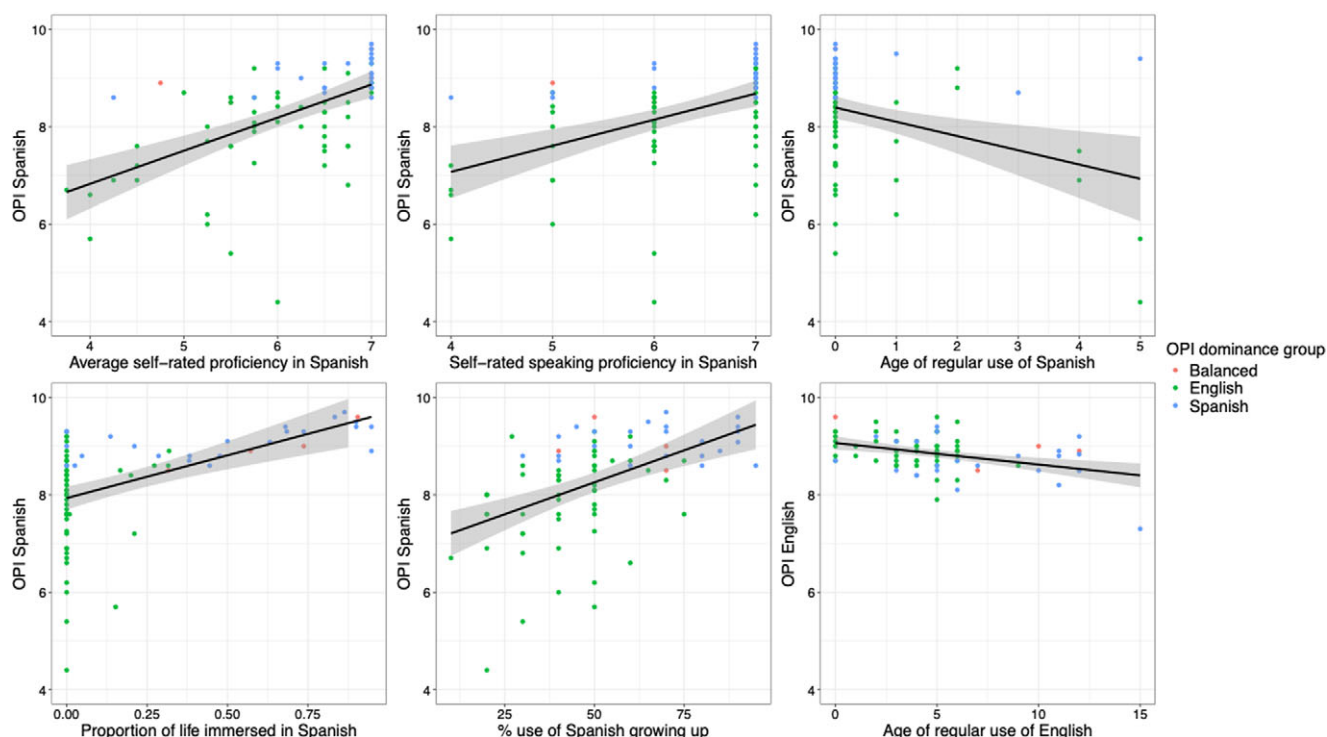 10
8
6
4
OPI Spanish
4 5 6 7
Average self−rated proficiency in Spanish
10
8
6
4
OPI Spanish
4 5 6 7
Self−rated speaking proficiency in Spanish
10
8
6
4
OPI Spanish
0 1 2 3 4 5
Age of regular use of Spanish
OPI dominance group
Balanced
English
Spanish
10
8
6
4
OPI Spanish
0.00 0.25 0.50 0.75
Proportion of life immersed in Spanish
10
8
6
4
OPI Spanish
25 50 75
% use of Spanish growing up
10
8
6
4
OPI English
0 5 10 15
Age of regular use of English